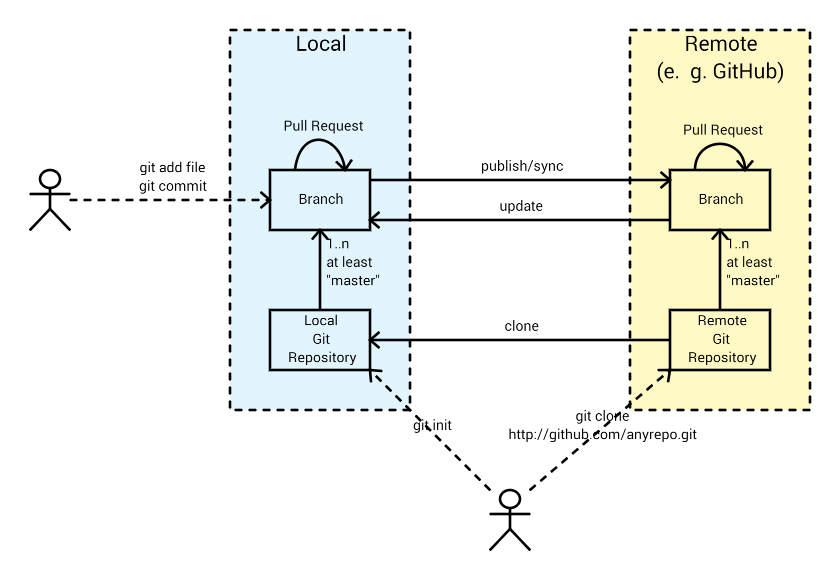 Local
Remote
(e. g. GitHub)
Pull Request
Pull Request
git add file
git commit
publish/sync
Branch
Branch
update
1..n
at least
"master"
1..n
at least
"master"
Local
Git
Repository
clone
Remote
Git
Repository
git init
git clone
http://github.com/anyrepo.git